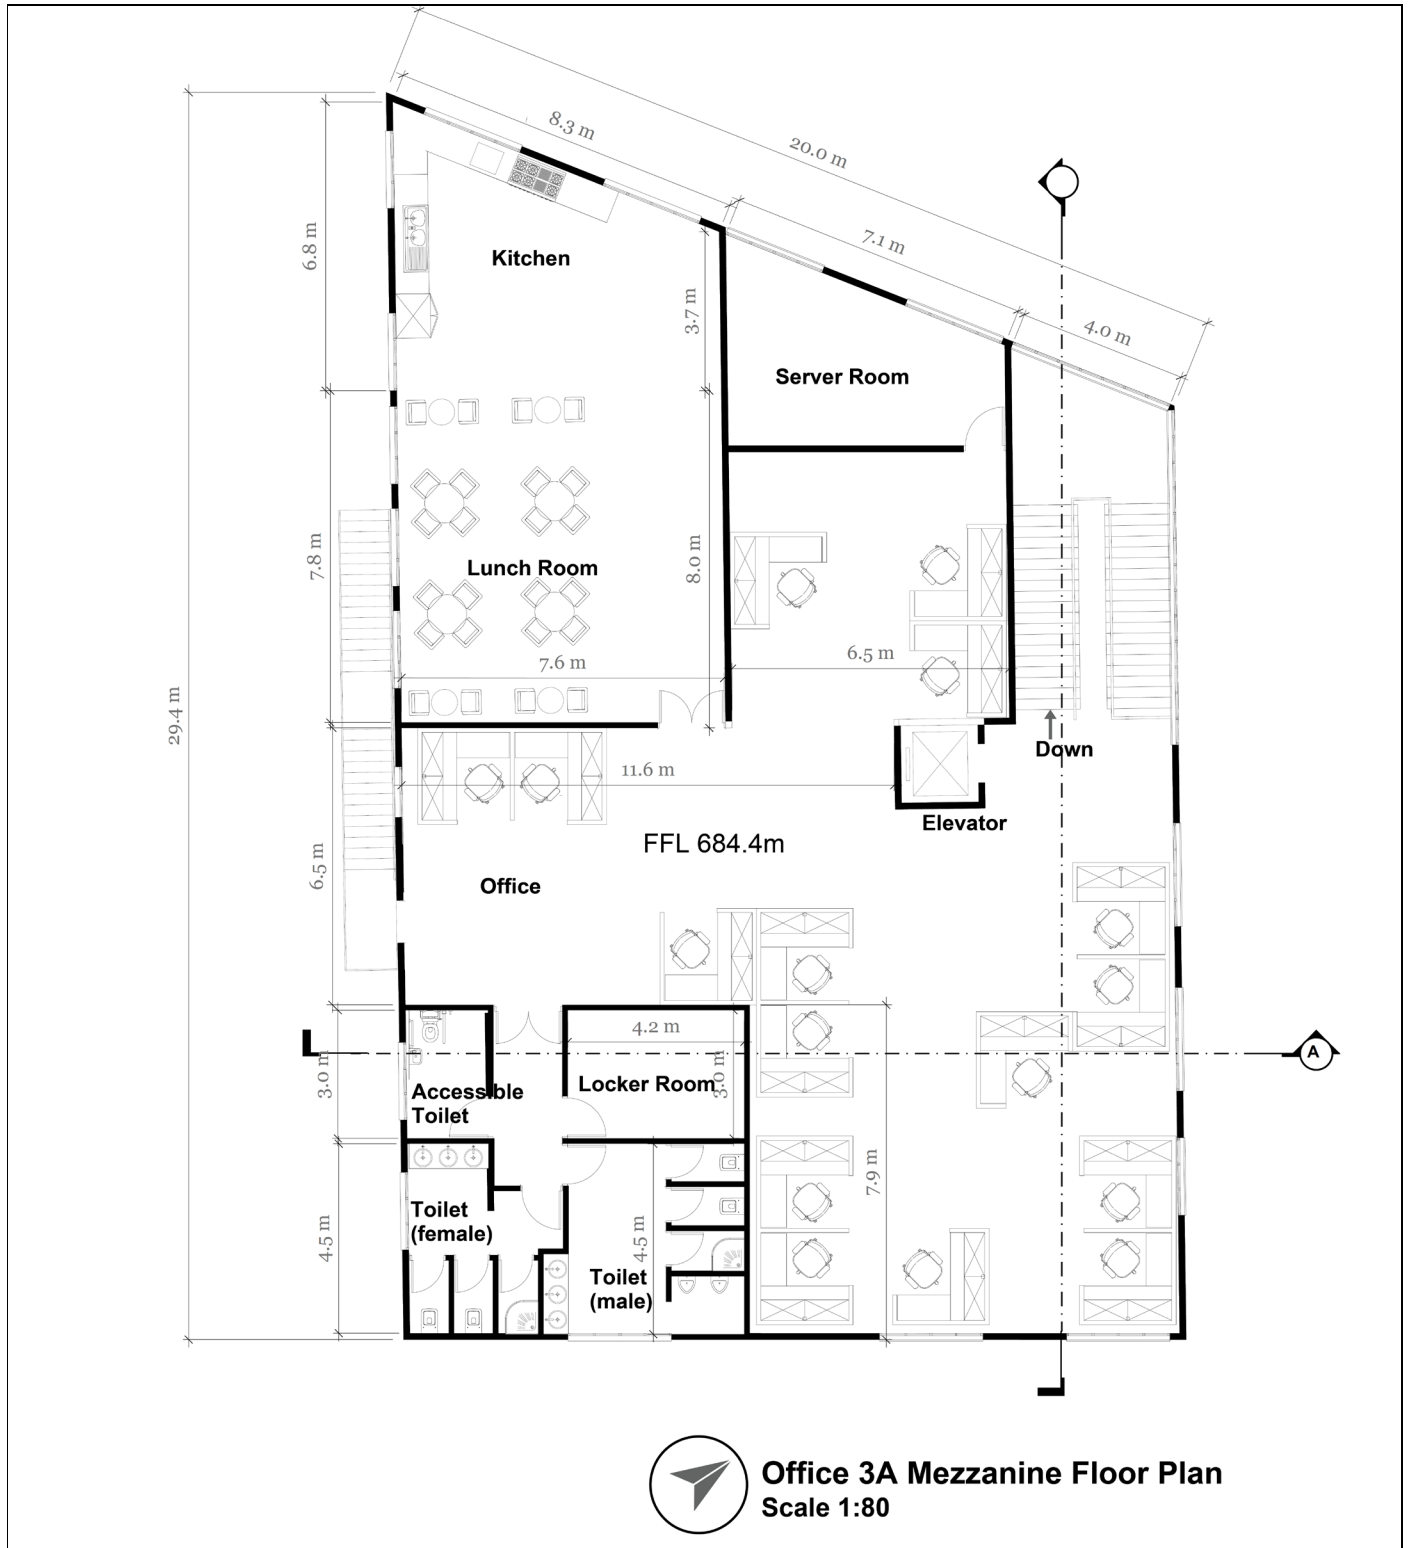 8.3 m
20.0 m
7.1 m
4.0 m
6.8 m
Kitchen
3.7 m
Server Room
7.8 m
8.0 m
Lunch Room
7.6 m
6.5 m
29.4 m
Down
11.6 m
Elevator
FFL 684.4m
6.5 m
Office
4.2 m
3.0 m
A
Accessible
Toilet
Locker Room
3.0 m
7.9 m
Toilet
(female)
4.5 m
4.5 m
Toilet
(male)
Office 3A Mezzanine Floor Plan
Scale 1:80